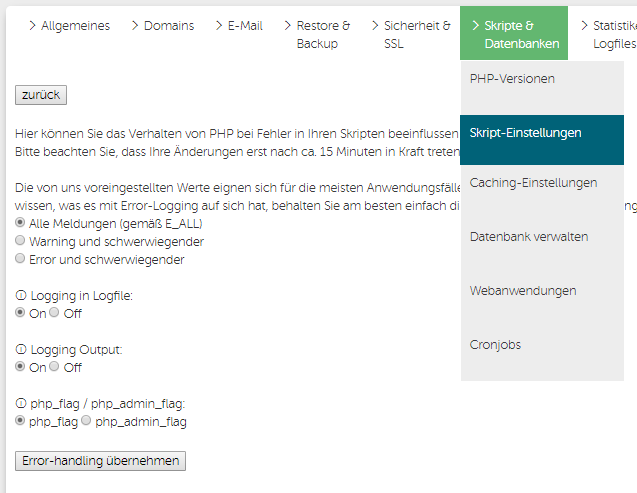 Allgemeines
Domains
E-Mail
Restore &
Backup
Sicherheit &
SSL
Skripte &
Datenbanken
Statistike
Logfiles
PHP-Versionen
Skript-Einstellungen
Caching-Einstellungen
Datenbank verwalten
Webanwendungen
Cronjobs
zurück
Hier können Sie das Verhalten von PHP bei Fehler in Ihren Skripten beeinflussen
Bitte beachten Sie, dass Ihre Änderungen erst nach ca. 15 Minuten in Kraft treten
Die von uns voreingestellten Werte eignen sich für die meisten Anwendungsfälle
wissen, was es mit Error-Logging auf sich hat, behalten Sie am besten einfach di ng
Alle Meldungen (gemäß E_ALL)
Warning und schwerwiegender
Error und schwerwiegender
Logging in Logfile:
On Off
Logging Output:
On Off
php_flag / php_admin_flag:
php_flag php_admin_flag
Error-handling übernehmen